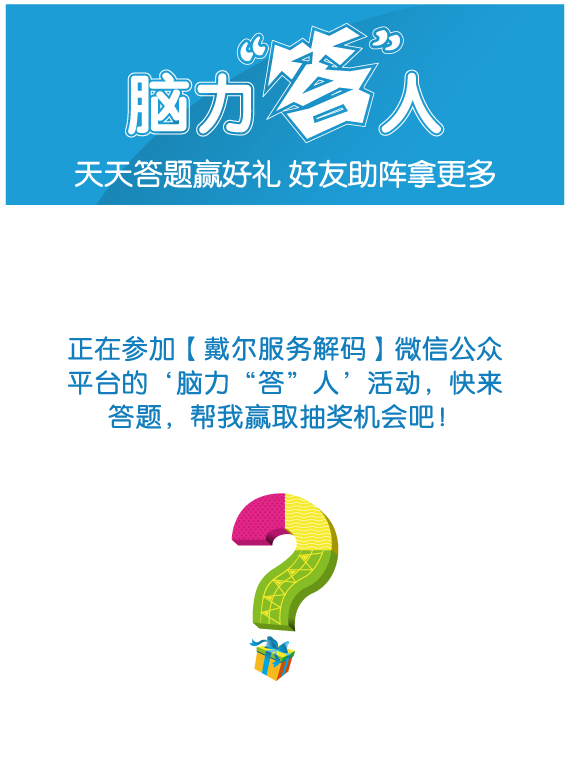 脑力“答”人
天天答题赢好礼 好友助阵拿更多
正在参加【戴尔服务解码】微信公众
平台的‘脑力“答”人’活动，快来
答题，帮我赢取抽奖机会吧！